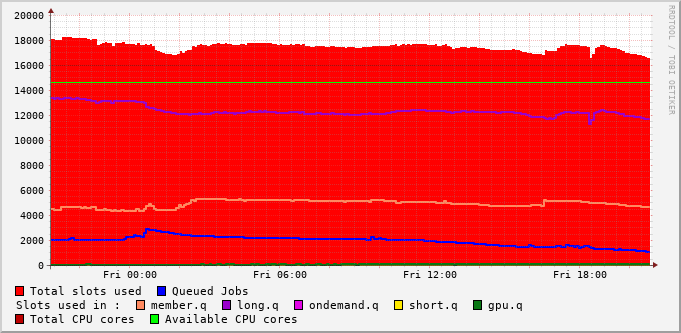 RRDTOOL / TOBI OETIKER
20000
18000
16000
14000
12000
10000
8000
6000
4000
2000
0
Fri 00:00 Fri 06:00 Fri 12:00 Fri 18:00
Total slots used Queued Jobs
Slots used in : member.q long.q ondemand.q short.q gpu.q
Total CPU cores Available CPU cores